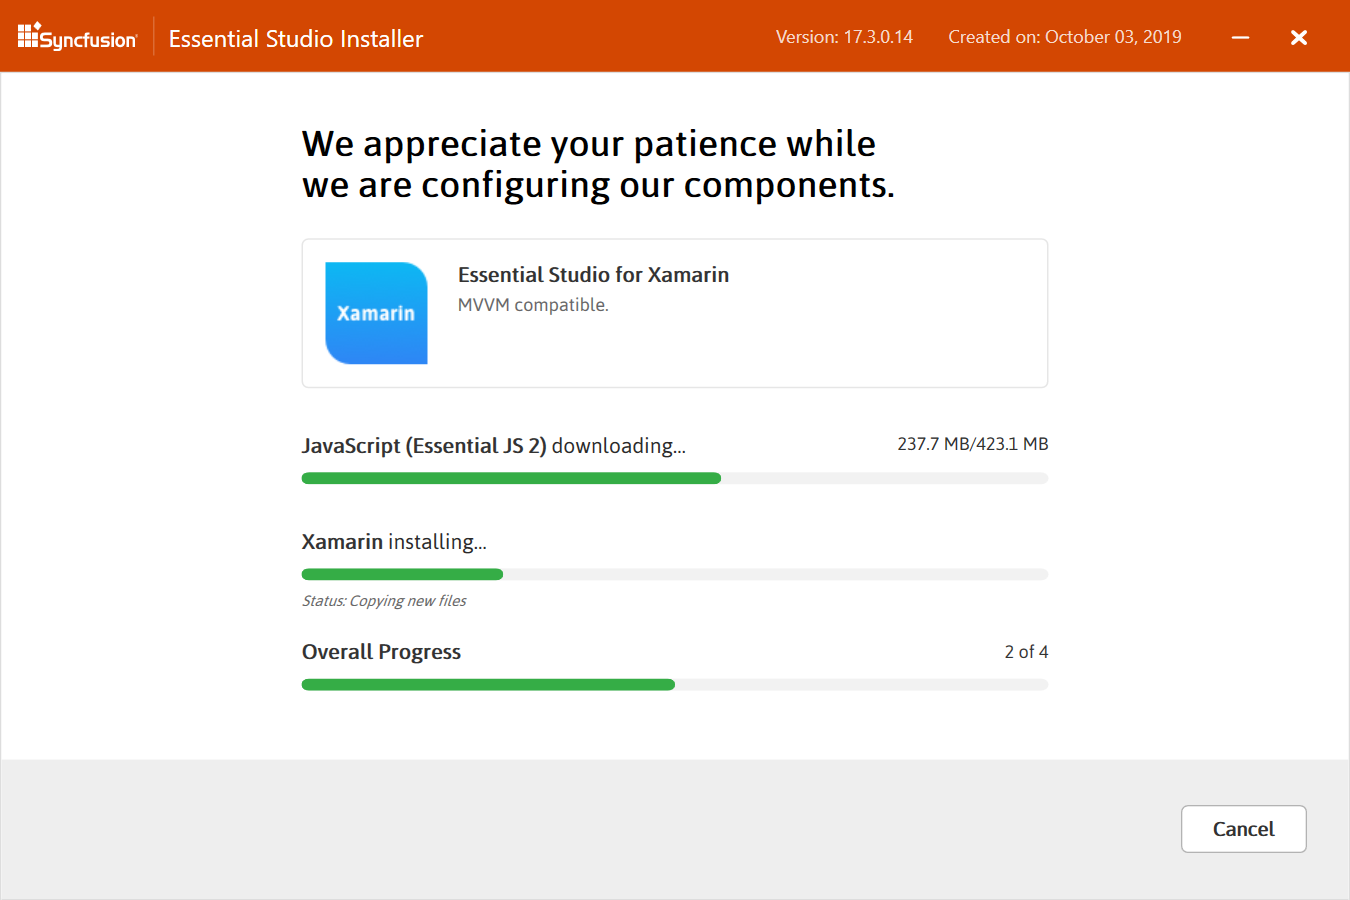 Syncfusion
Essential Studio Installer
Version: 17.3.0.14
Created on: October 03, 2019
We appreciate your patience while
we are configuring our components.
Xamarin
Essential Studio for Xamarin
MVVM compatible.
JavaScript (Essential JS 2) downloading...
237.7 MB/423.1 MB
Xamarin installing...
Status: Copying new files
Overall Progress
2 of 4
Cancel